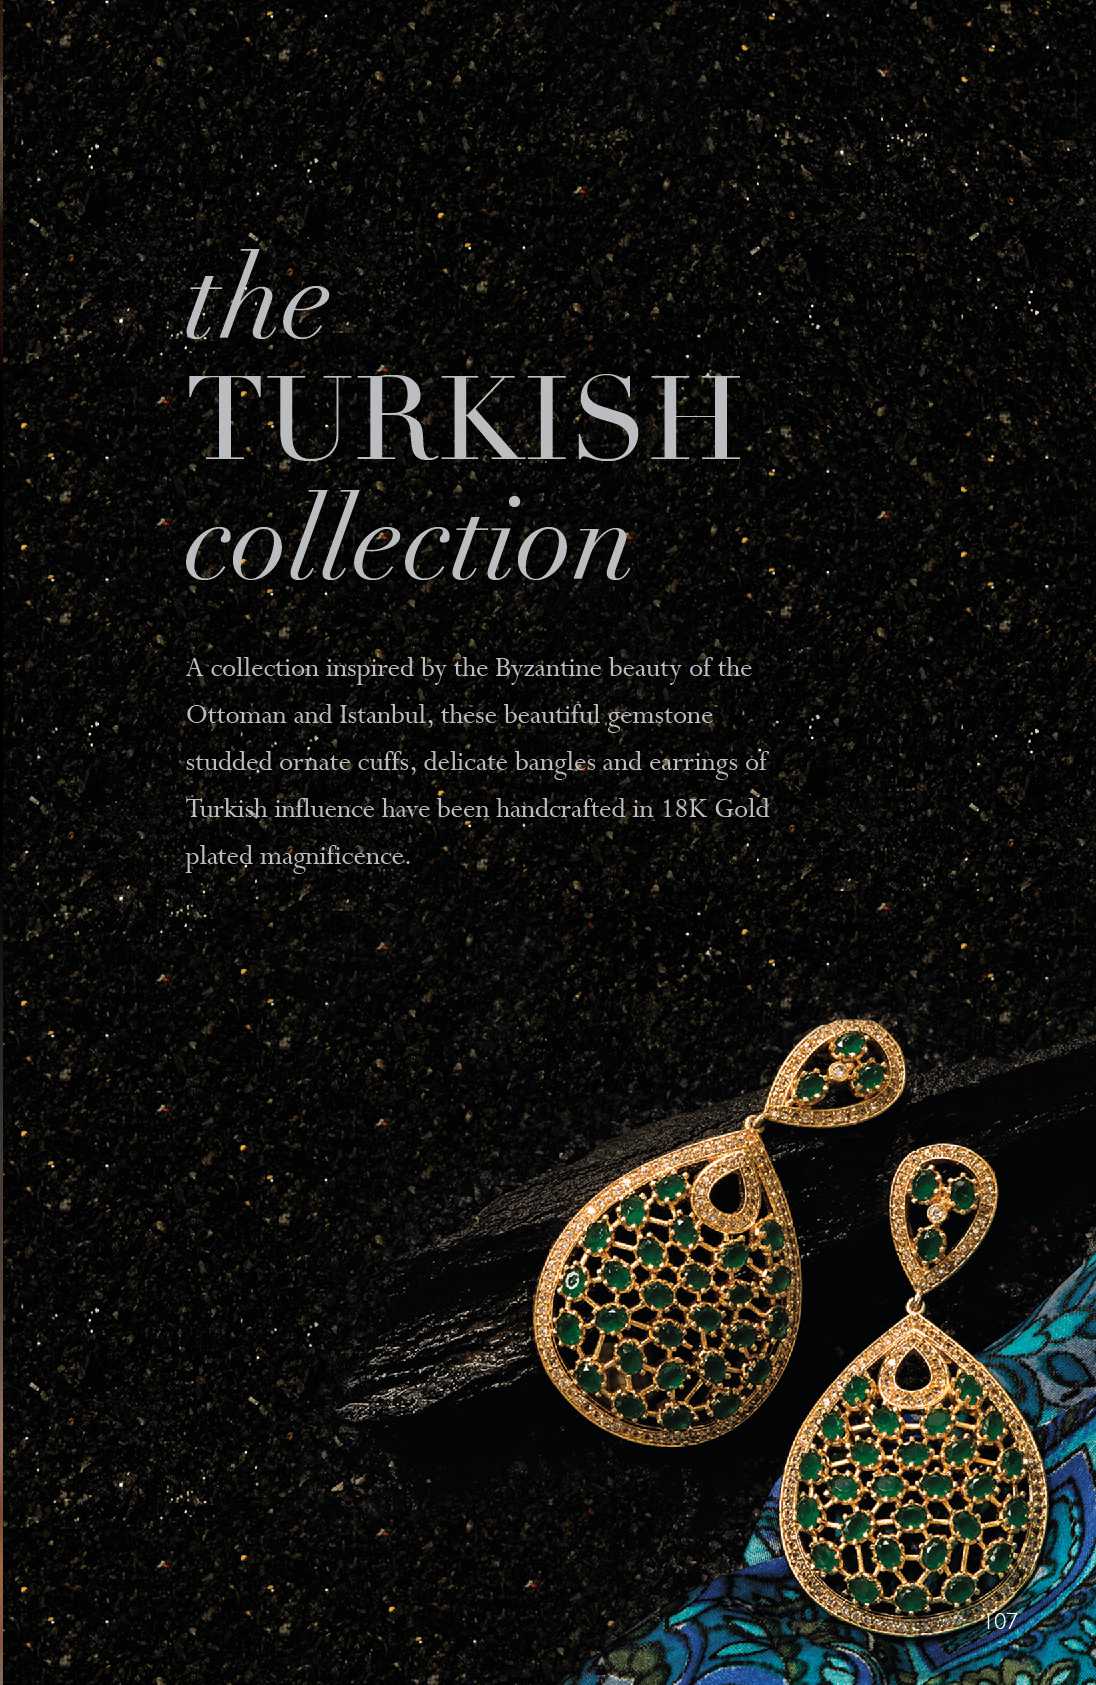 the
TURKISH
collection
A collection inspired by the Byzantine beauty of the
Ottoman and Istanbul, these beautiful gemstone
studded ornate cuffs, delicate bangles and earrings of
Turkish influence have been handcrafted in 18K Gold
plated magnificence.
107